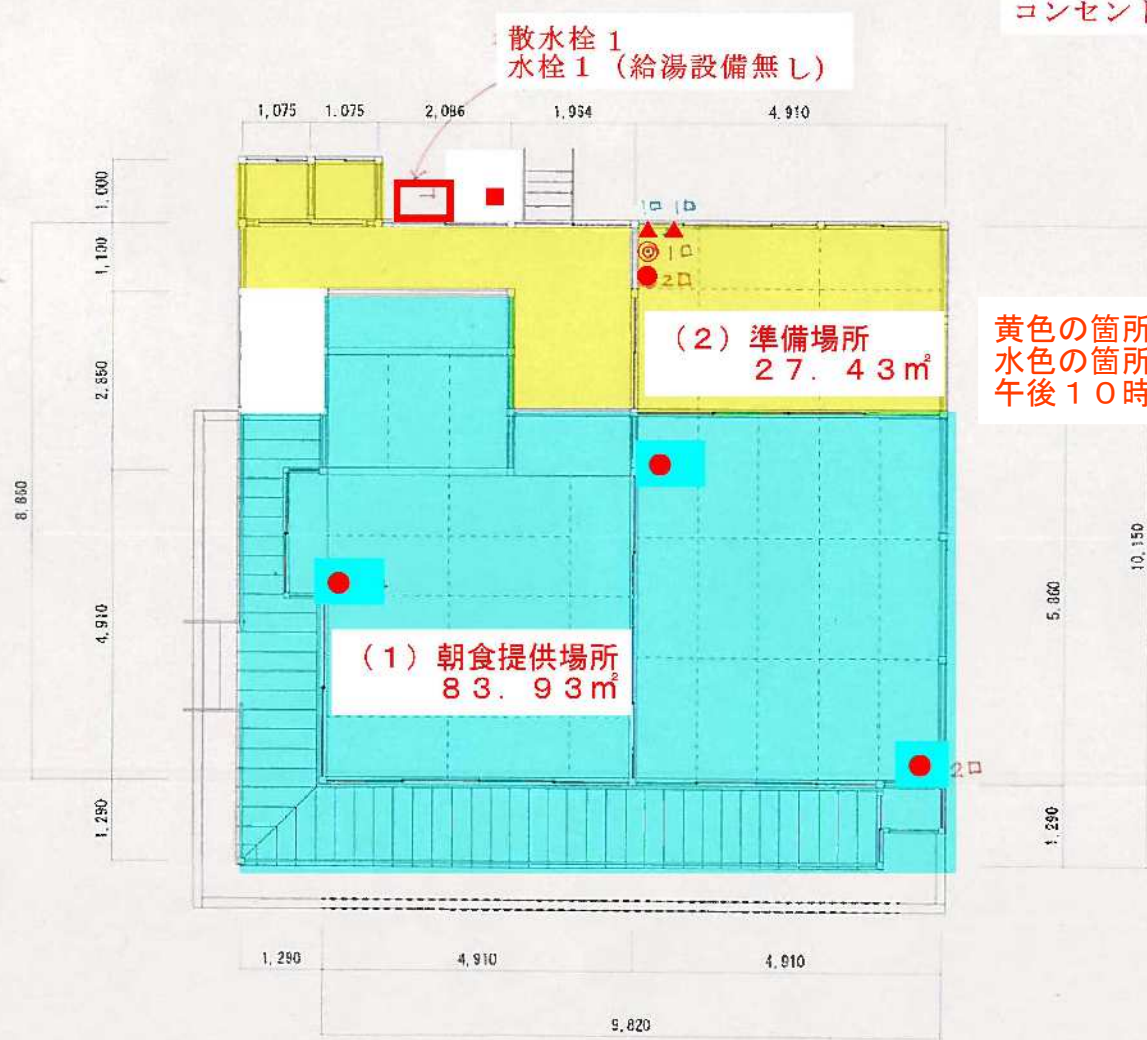 コンセント
散水栓１
水栓１（給湯設備無し）
1,075 1.075 2,086 1,964 4.910
1,000
1,100
2,850
8,860
4,910
1,290
1口 1口
1口
2口
（２）準備場所
２７．４３㎡
黄色の箇所
水色の箇所
午後１０時
（１）朝食提供場所
８３．９３㎡
2口
5,860
10,150
1,290
1,290 4,910 4,910
9,820